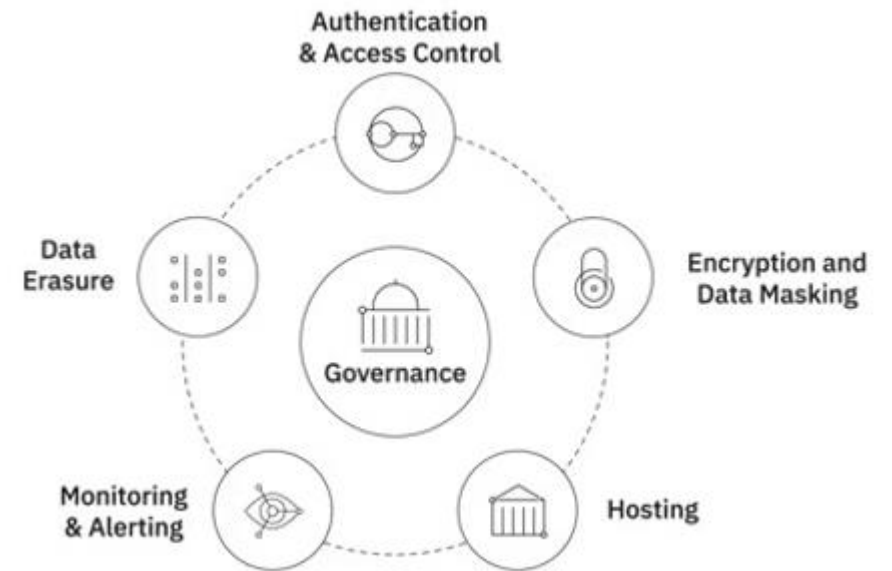 Authentication
& Access Control
Data
Erasure
Encryption and
Data Masking
Governance
Monitoring
& Alerting
Hosting